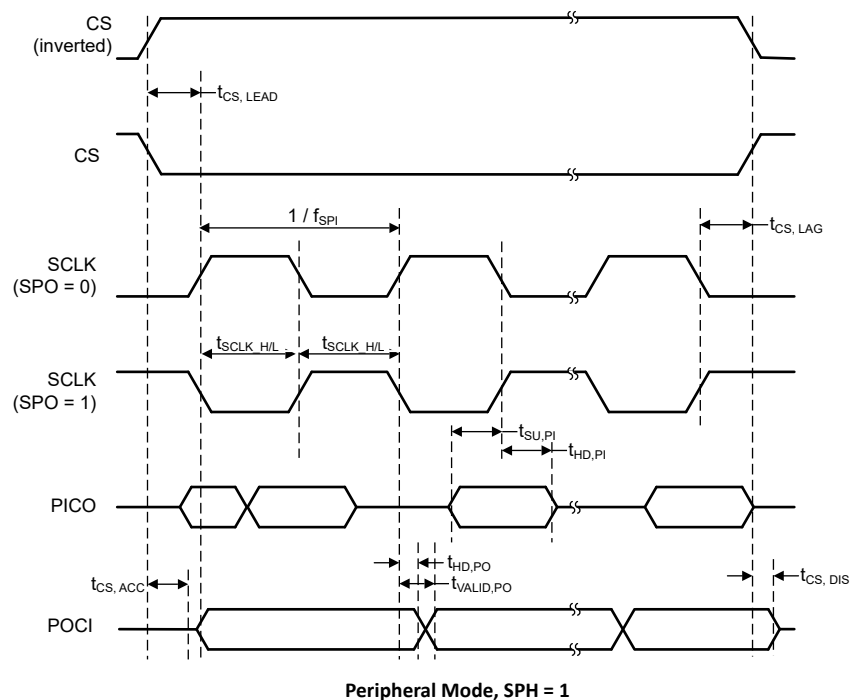 CS
(inverted)
tCS, LEAD
CS
1 / fSPI
tCS, LAG
SCLK
(SPO = 0)
tSCLK_H/L
tSCLK_H/L
SCLK
(SPO = 1)
tSU,PI
tHD,PI
PICO
tHD,PO
tCS, ACC
tVALID,PO
tCS, DIS
POCI
Peripheral Mode, SPH = 1